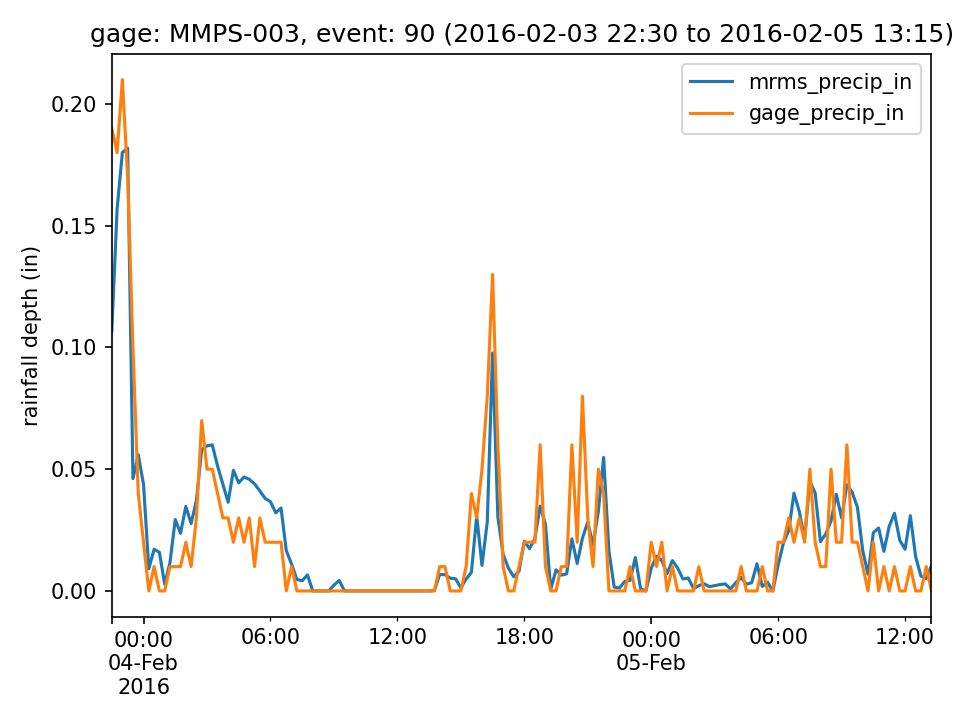 gage: MMPS-003, event: 90 (2016-02-03 22:30 to 2016-02-05 13:15)
mrms_precip_in
gage_precip_in
rainfall depth (in)
0.20
0.15
0.10
0.05
0.00
00:00 06:00 12:00 18:00 00:00 06:00 12:00
04-Feb 05-Feb
2016